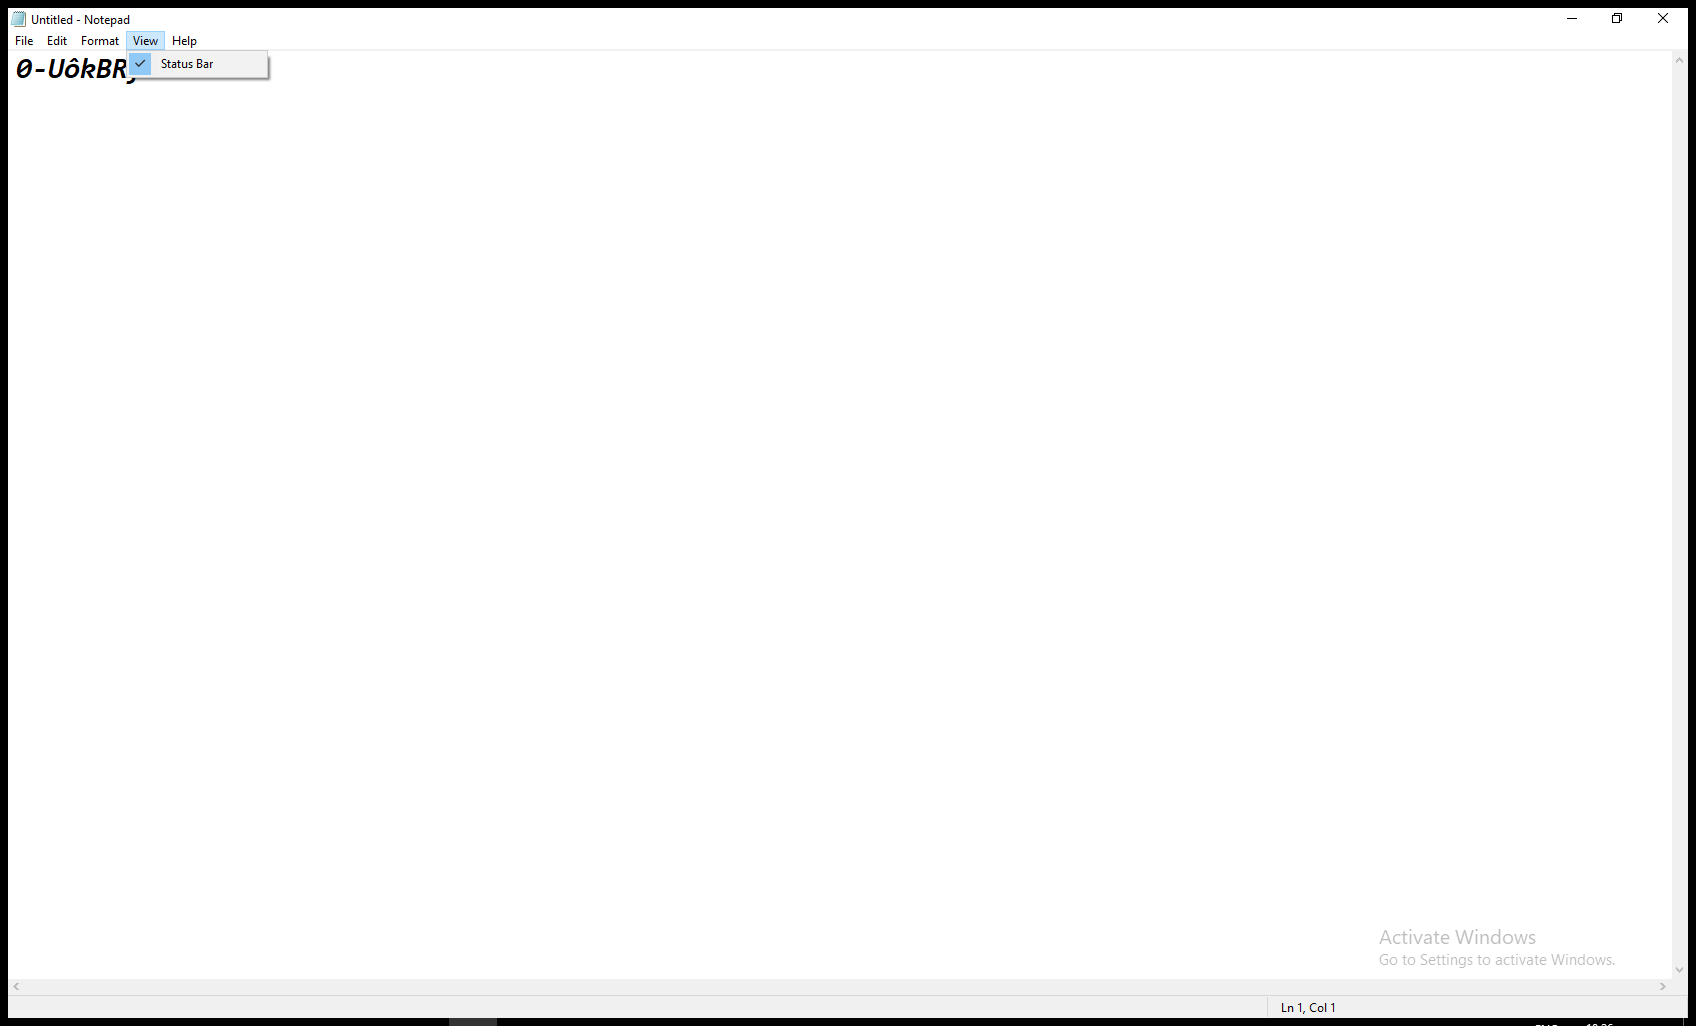 Untitled - Notepad
File Edit Format View Help
Status Bar
0-UôkBR
Activate Windows
Go to Settings to activate Windows.
Ln 1, Col 1